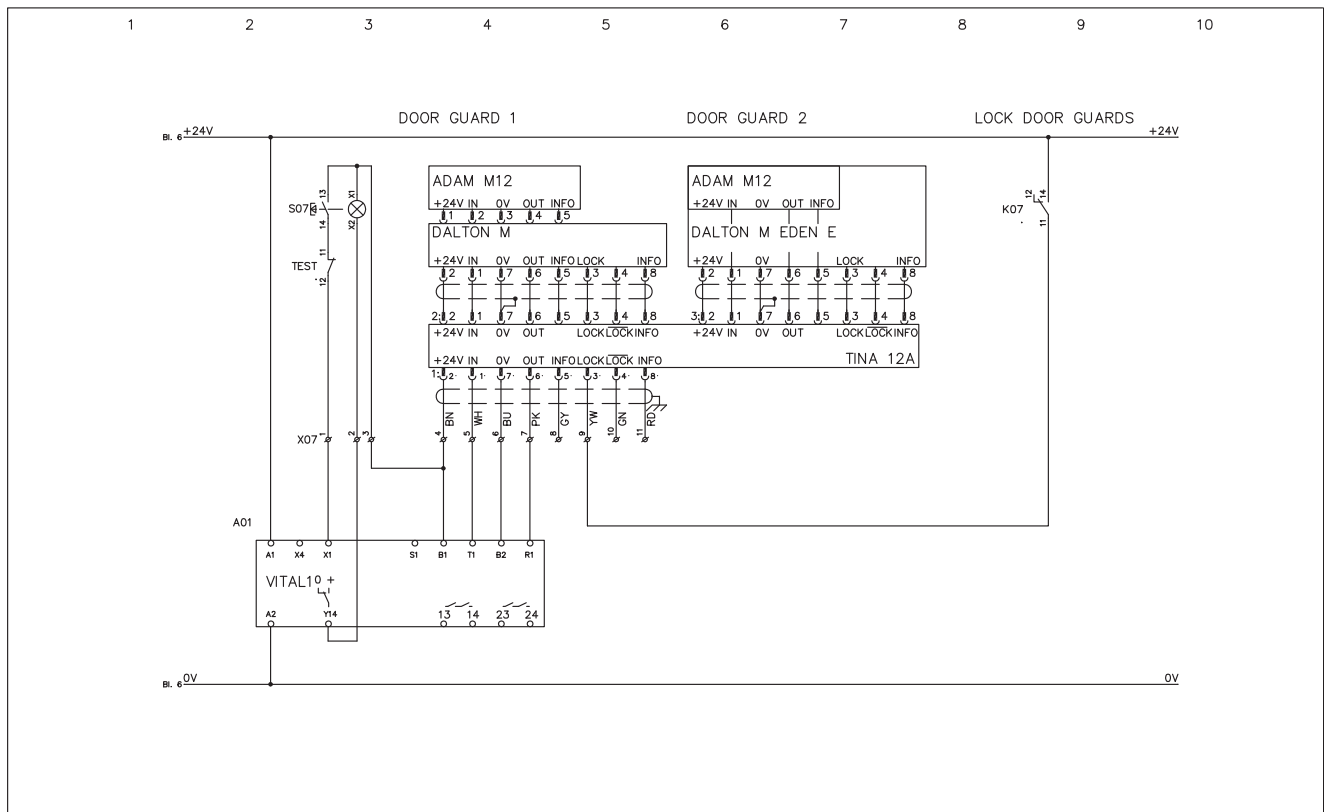 1 2 3 4 5 6 7 8 9 10
DOOR GUARD 1 DOOR GUARD 2 LOCK DOOR GUARDS
Bl. 6 +24V +24V
ADAM M12 ADAM M12
+24V IN 0V OUT INFO +24V IN 0V OUT INFO
13 X1 12 14
S07 K07
14 X2 11
1 2 3 4 5
DALTON M DALTON M EDEN E
11
TEST
12
+24V IN 0V OUT INFO LOCK INFO +24V 0V LOCK INFO
2 1 7 6 5 3 4 8 2 1 7 6 5 3 4 8
2: 2 1 7 6 5 3 4 8 3: 2 1 7 6 5 3 4 8
+24V IN 0V OUT LOCK LOCK INFO +24V IN 0V OUT LOCK LOCK INFO
+24V IN 0V OUT INFO LOCK LOCK INFO TINA 12A
1: 2 1 7 6 5 3 4 8
BN WH BU PK GY YW GN RD
X07 1 2 3 4 5 6 7 8 9 10 11
A01
A1 X4 X1 S1 B1 T1 B2 R1
VITAL1 0 +
A2 Y14 13 14 23 24
Bl. 6 0V 0V